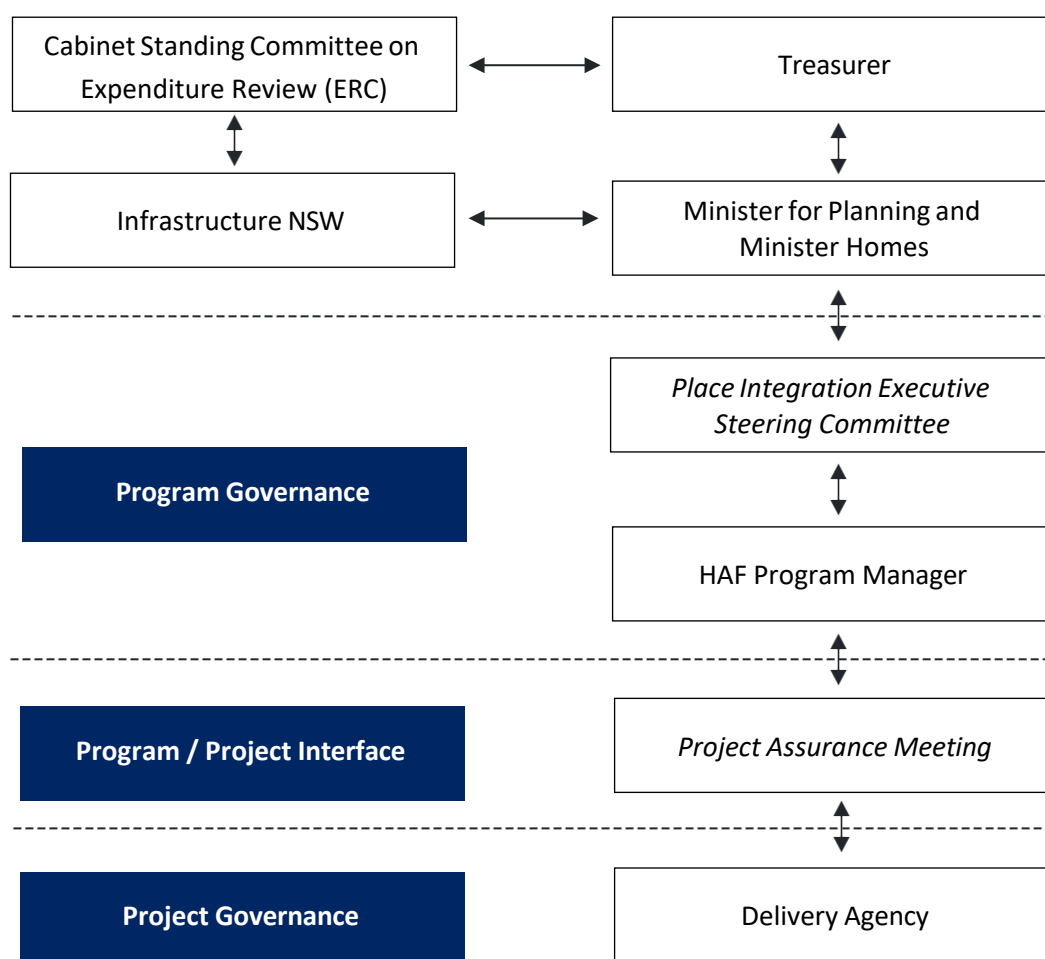 Cabinet Standing Committee on
Expenditure Review (ERC)
Treasurer
Infrastructure NSW
Minister for Planning and
Minister Homes
Place Integration Executive
Steering Committee
Program Governance
HAF Program Manager
Program / Project Interface
Project Assurance Meeting
Project Governance
Delivery Agency